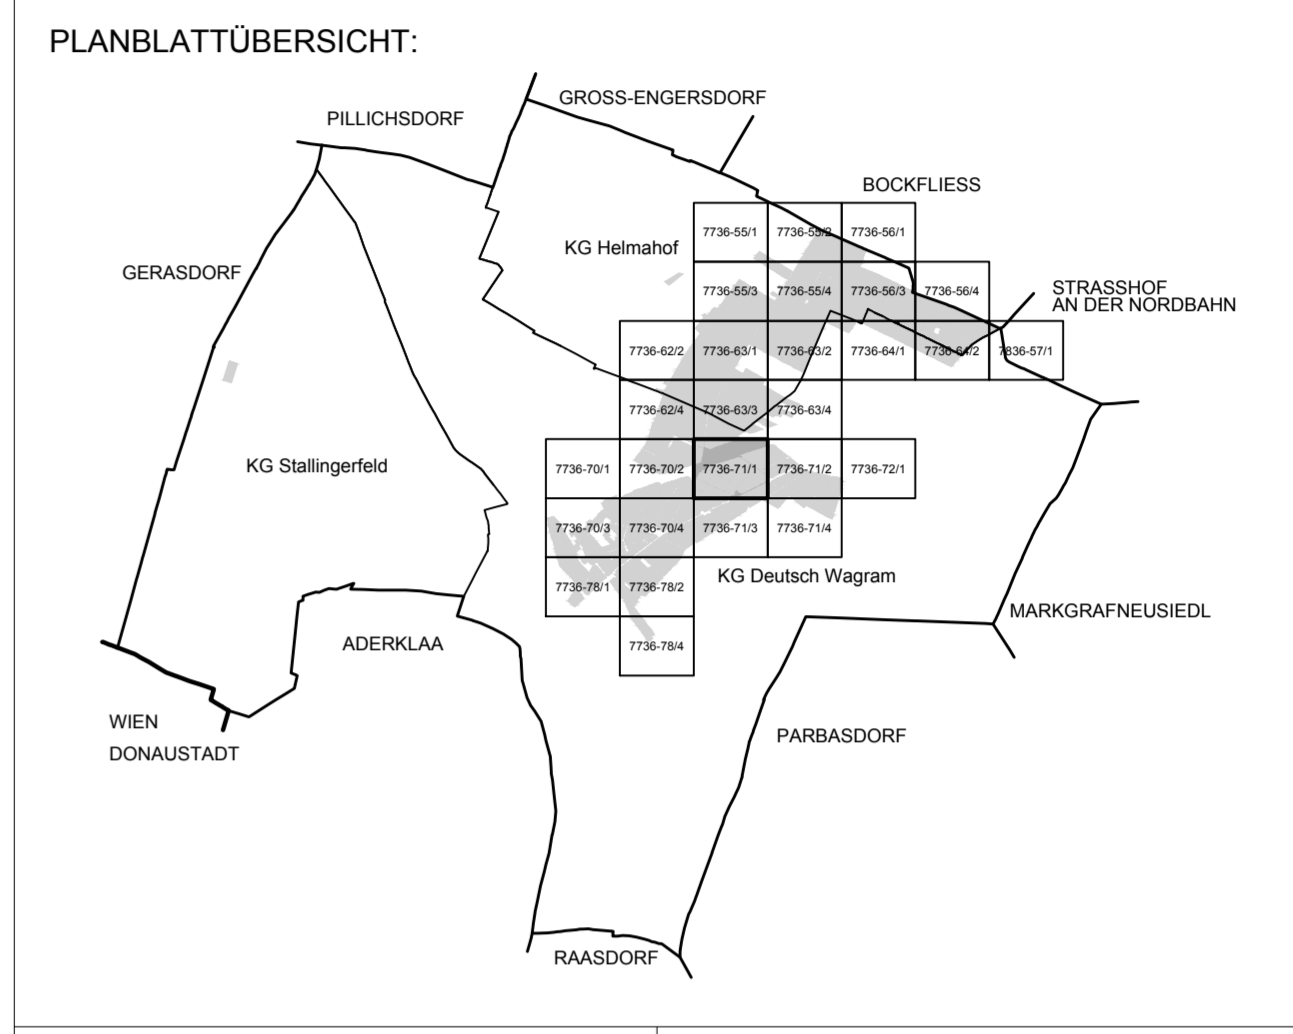 PLANBLATTÜBERSICHT:
GROSS-ENGERSDORF
PILLICHSDORF
BOCKFLIESS
7736-55/1 7736-55/2 7736-56/1
KG Helmahof
GERASDORF
STRASSHOF
AN DER NORDBAHN
7736-55/3 7736-55/4 7736-56/3 7736-56/4
7736-62/2 7736-63/1 7736-63/2 7736-64/1 7736-64/2 7836-57/1
7736-62/4 7736-63/3 7736-63/4
KG Stallingerfeld
7736-70/1 7736-70/2 7736-71/1 7736-71/2 7736-72/1
7736-70/3 7736-70/4 7736-71/3 7736-71/4
KG Deutsch Wagram
7736-78/1 7736-78/2
MARKGRAFNEUSIEDL
ADERKLAA
7736-78/4
WIEN
DONAUSTADT
PARBASDORF
RAASDORF